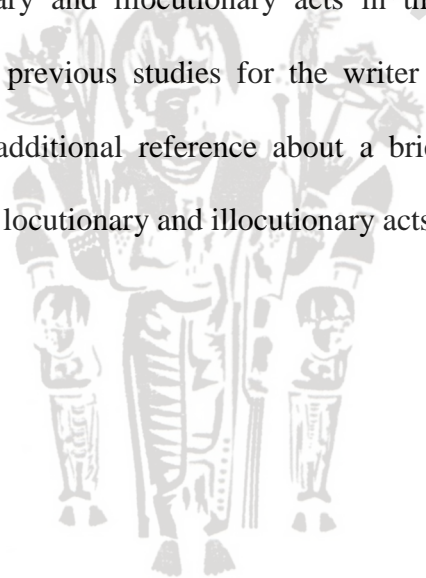 ary and illocutionary acts in th
previous studies for the writer
additional reference about a bri
locutionary and illocutionary acts